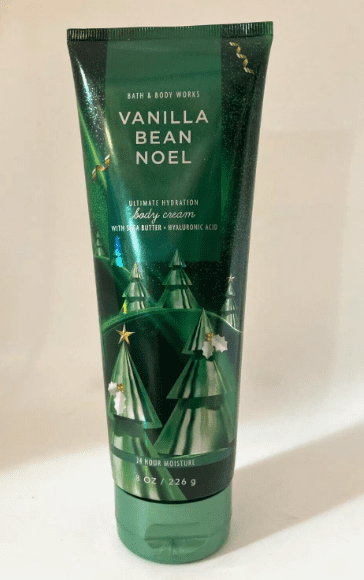 BATH & BODY WORKS
VANILLA
BEAN
NOEL
ULTIMATE HYDRATION
body cream
WITH SHEA BUTTER • HYALURONIC ACID
24 HOUR MOISTURE
8 OZ / 226 g